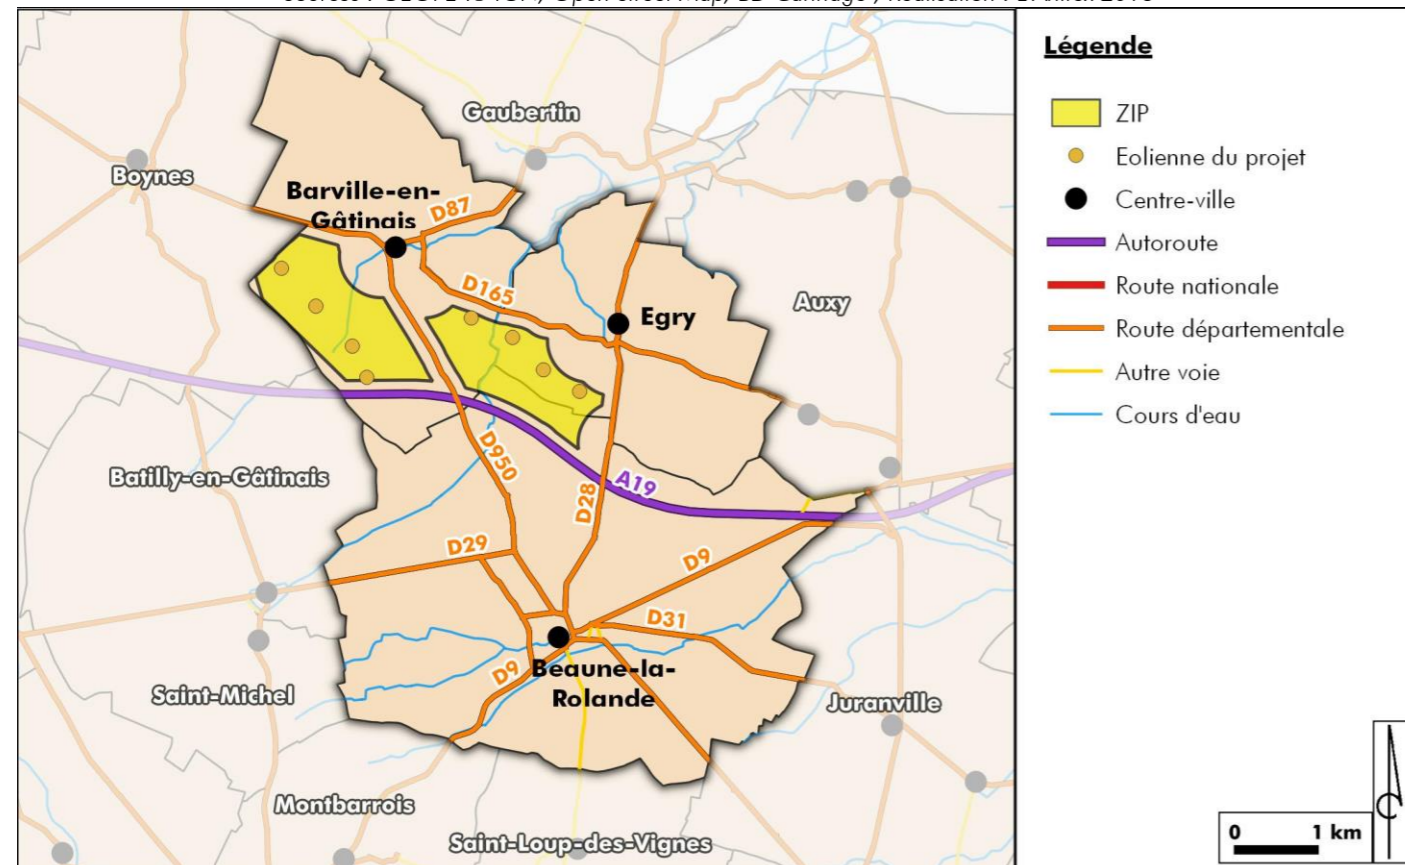 Légende
ZIP
Eolienne du projet
Centre-ville
Autoroute
Route nationale
Route départementale
Autre voie
Cours d'eau
0 1 km
Gaubertin
Boynes
Barville-en-
Gâtinais
D87
D165
Egry
Auxy
Batilly-en-Gâtinais
D950
A19
D28
D29
D9
D31
D9
Beaune-la-
Rolande
Saint-Michel
Juranville
Montbarrois
Saint-Loup-des-Vignes